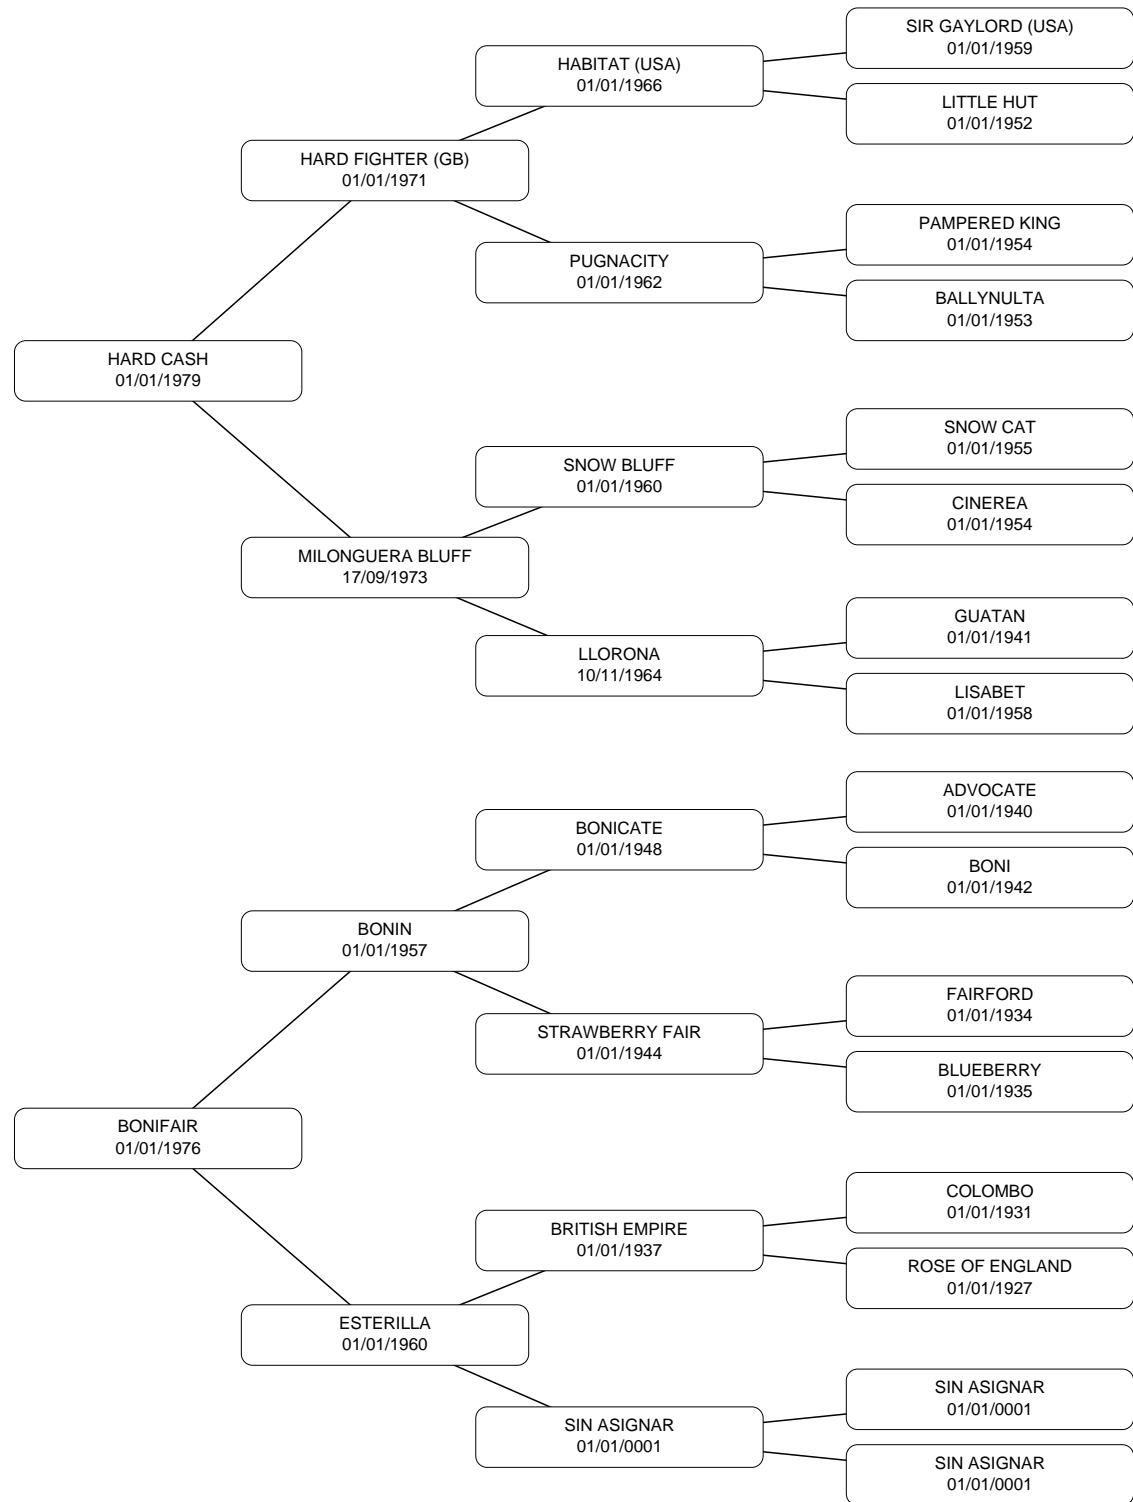 SIR GAYLORD (USA)
01/01/1959
HABITAT (USA)
01/01/1966
LITTLE HUT
01/01/1952
HARD FIGHTER (GB)
01/01/1971
PAMPERED KING
01/01/1954
PUGNACITY
01/01/1962
BALLYNULTA
01/01/1953
HARD CASH
01/01/1979
SNOW CAT
01/01/1955
SNOW BLUFF
01/01/1960
CINEREA
01/01/1954
MILONGUERA BLUFF
17/09/1973
GUATAN
01/01/1941
LLORONA
10/11/1964
LISABET
01/01/1958
ADVOCATE
01/01/1940
BONICATE
01/01/1948
BONI
01/01/1942
BONIN
01/01/1957
FAIRFORD
01/01/1934
STRAWBERRY FAIR
01/01/1944
BLUEBERRY
01/01/1935
BONIFAIR
01/01/1976
COLOMBO
01/01/1931
BRITISH EMPIRE
01/01/1937
ROSE OF ENGLAND
01/01/1927
ESTERILLA
01/01/1960
SIN ASIGNAR
01/01/0001
SIN ASIGNAR
01/01/0001
SIN ASIGNAR
01/01/0001